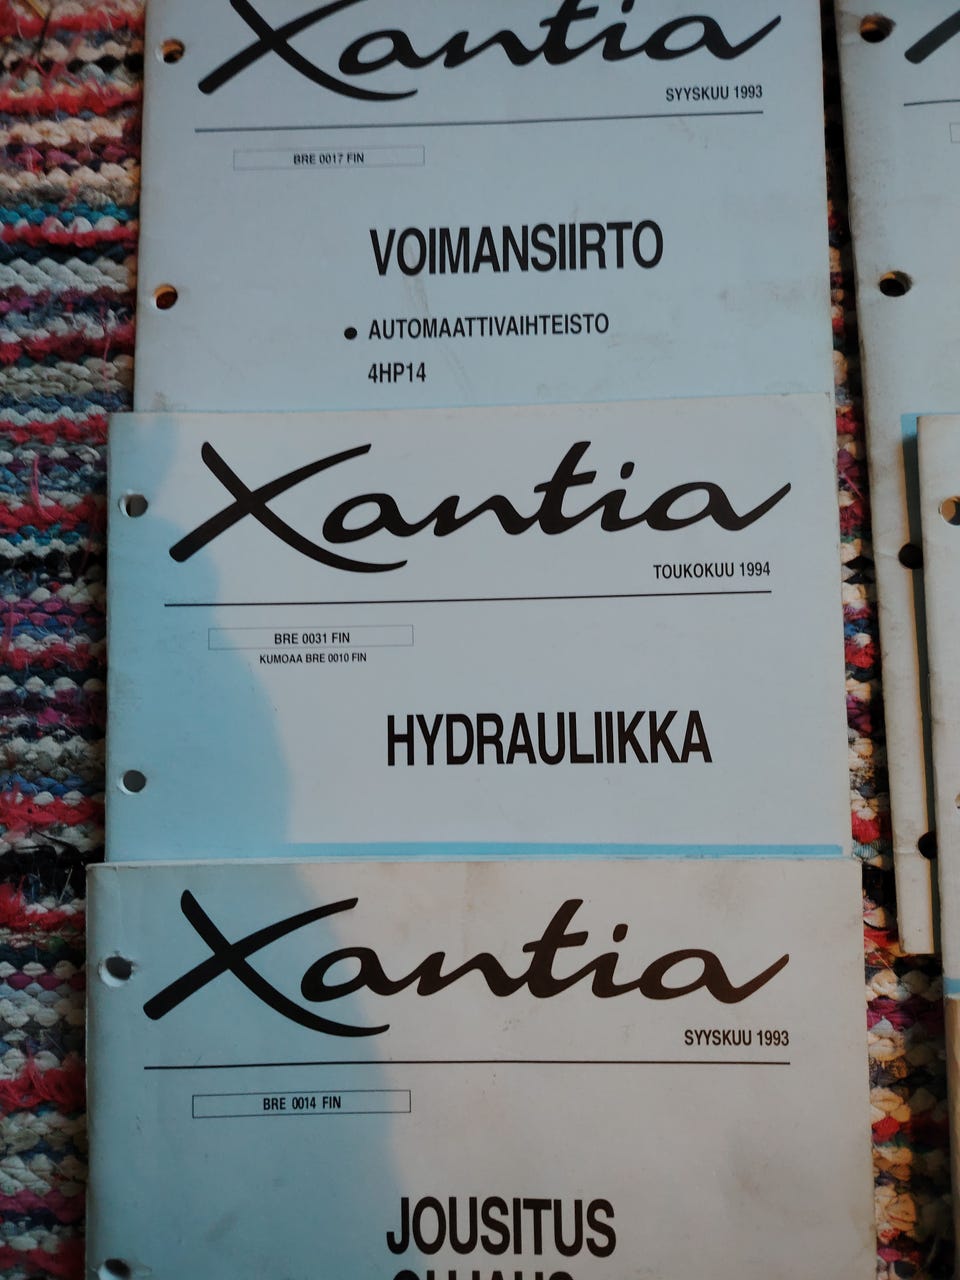 Xantia
SYYSKUU 1993
BRE 0017 FIN
VOIMANSIIRTO
● AUTOMAATTIVAIHTEISTO
4HP14
Xantia
TOUKOKUU 1994
BRE 0031 FIN
KUMOAA BRE 0010 FIN
HYDRAULIIKKA
Xantia
SYYSKUU 1993
BRE 0014 FIN
JOUSITUS